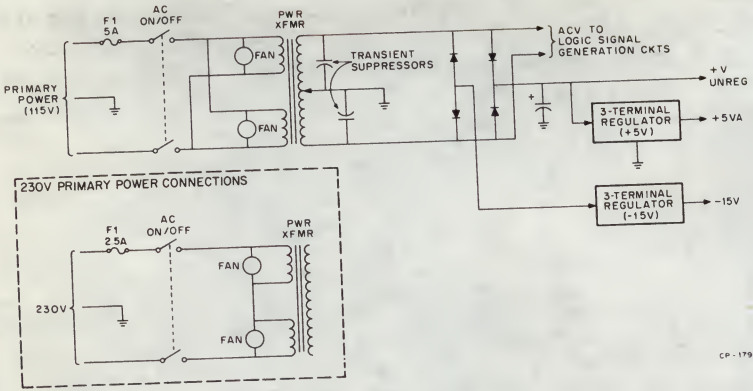 F1
5A
AC
ON/OFF
PWR
XFMR
FAN
FAN
TRANSIENT
SUPPRESSORS
ACV TO
LOGIC SIGNAL
GENERATION CKTS
+V
UNREG
+
3-TERMINAL
REGULATOR
(+5V)
+5VA
3-TERMINAL
REGULATOR
(-15V)
-15V
PRIMARY
POWER
(115V)
230V PRIMARY POWER CONNECTIONS
F1
2.5A
AC
ON/OFF
PWR
XFMR
FAN
FAN
230V
CP-179